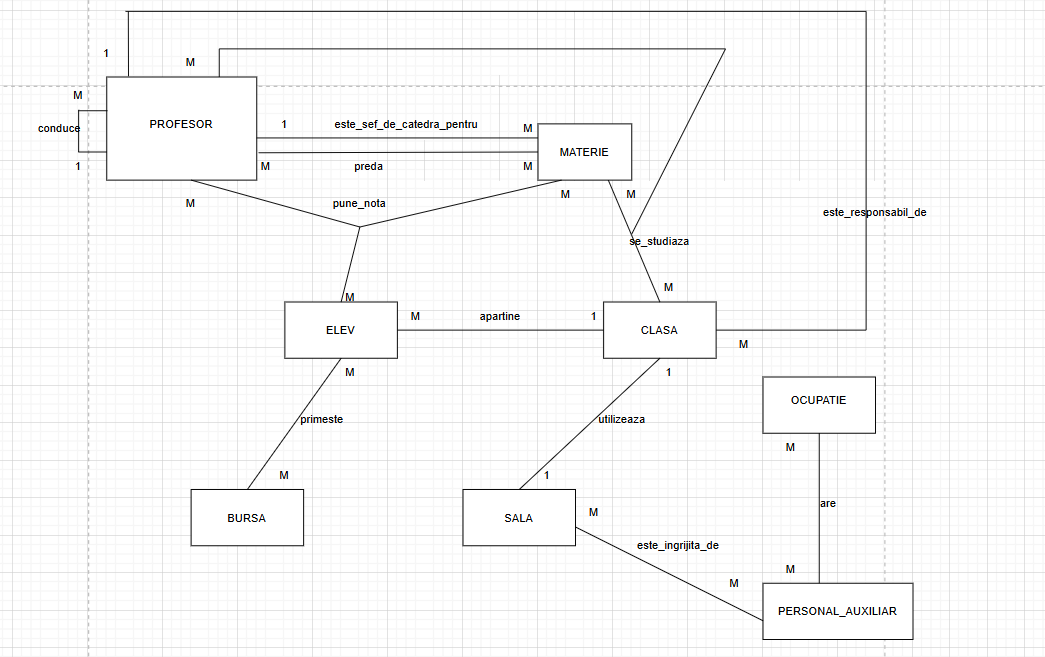 1
M
M
PROFESOR
1
este_sef_de_catedra_pentru
M
conduce
MATERIE
1
M
preda
M
M
pune_nota
M
M
este_responsabil_de
se_studiaza
M
M
ELEV
M
apartine
1
CLASA
M
M
1
OCUPATIE
primeste
utilizeaza
M
M
1
are
BURSA
SALA
M
este_ingrijita_de
M
M
PERSONAL_AUXILIAR